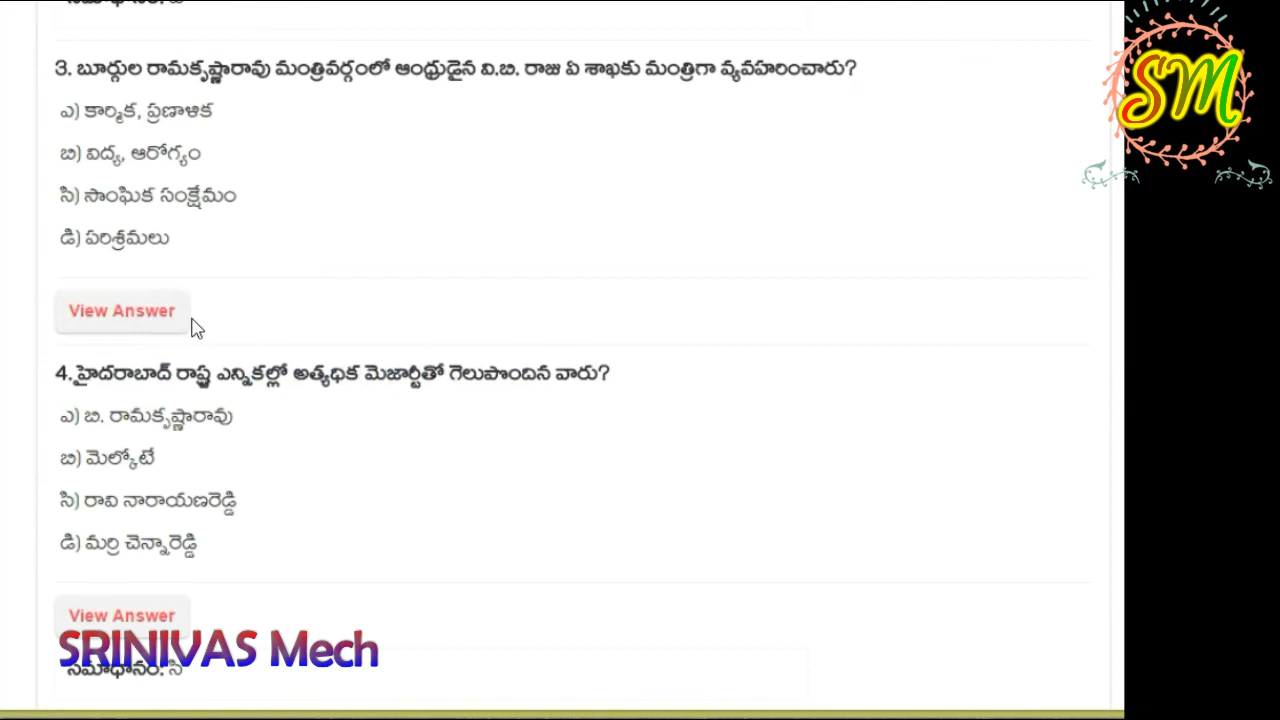 3. బూర్గుల రామకృష్ణారావు మంత్రివర్గంలో ఆంధ్రుడైన వి.బి. రాజు ఏ శాఖకు మంత్రిగా వ్యవహరించారు?
SM
ఎ) కార్మిక, ప్రణాళిక
బి) విద్య, ఆరోగ్యం
సి) సాంఘిక సంక్షేమం
డి) పరిశ్రమలు
View Answer
4. హైదరాబాద్ రాష్ట్ర ఎన్నికల్లో అత్యధిక మెజార్టీతో గెలుపొందిన వారు?
ఎ) బి. రామకృష్ణారావు
బి) మెల్కోటే
సి) రావి నారాయణరెడ్డి
డి) మర్రి చెన్నారెడ్డి
View Answer
SRINIVAS Mech
సమాధానం: సి